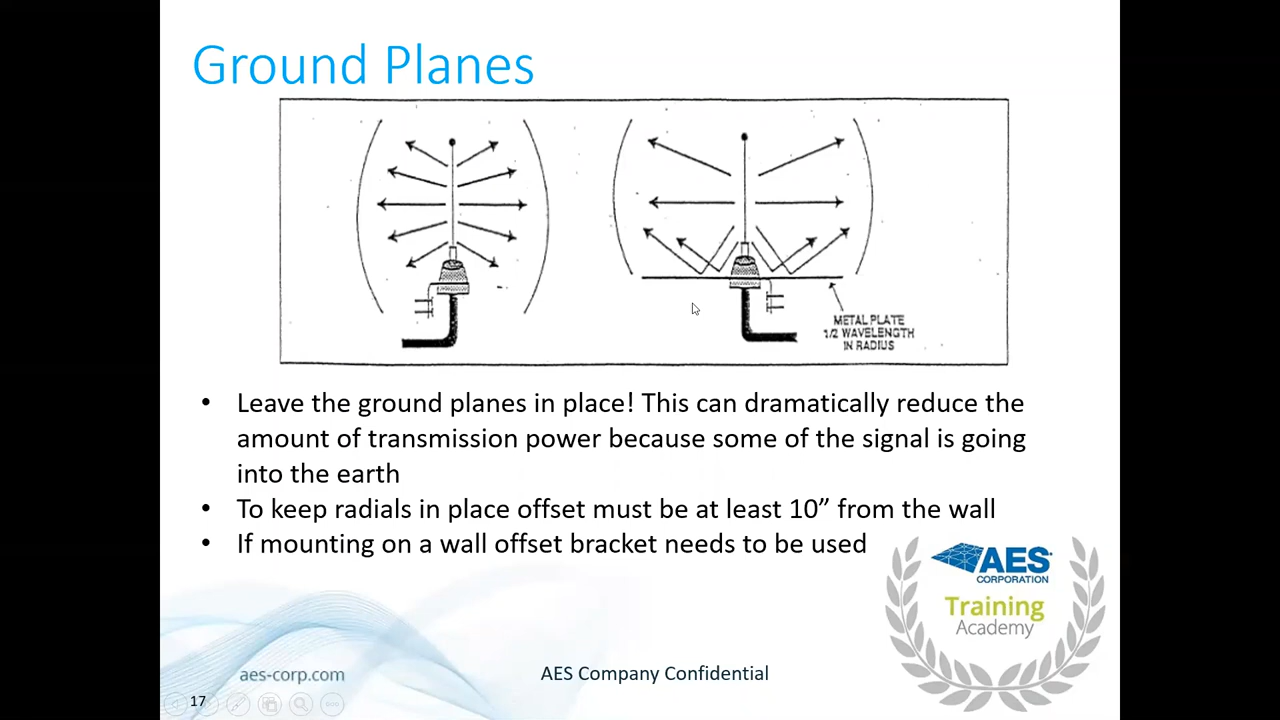 Ground Planes
METAL PLATE
1/2 WAVELENGTH
IN RADIUS
• Leave the ground planes in place! This can dramatically reduce the
amount of transmission power because some of the signal is going
into the earth
• To keep radials in place offset must be at least 10” from the wall
• If mounting on a wall offset bracket needs to be used
AES
CORPORATION
Training
Academy
aes-corp.com
AES Company Confidential
17